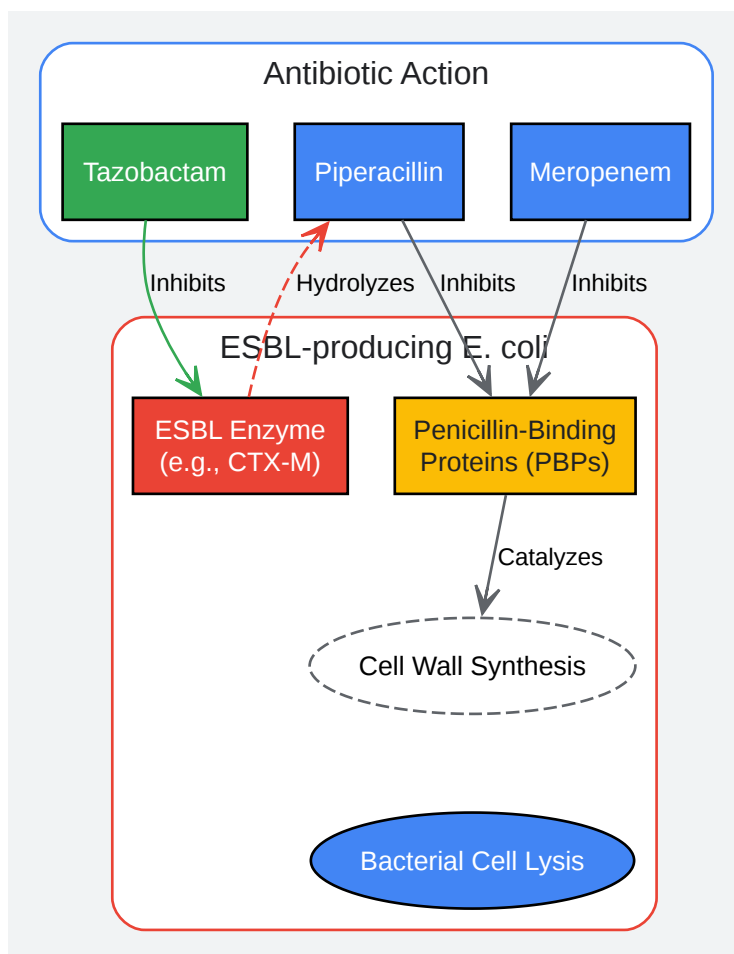 Antibiotic Action
Tazobactam
Piperacillin
Meropenem
Inhibits
Hydrolyzes
Inhibits
Inhibits
ESBL-producing E. coli
ESBL Enzyme
(e.g., CTX-M)
Penicillin-Binding
Proteins (PBPs)
Catalyzes
Cell Wall Synthesis
Bacterial Cell Lysis